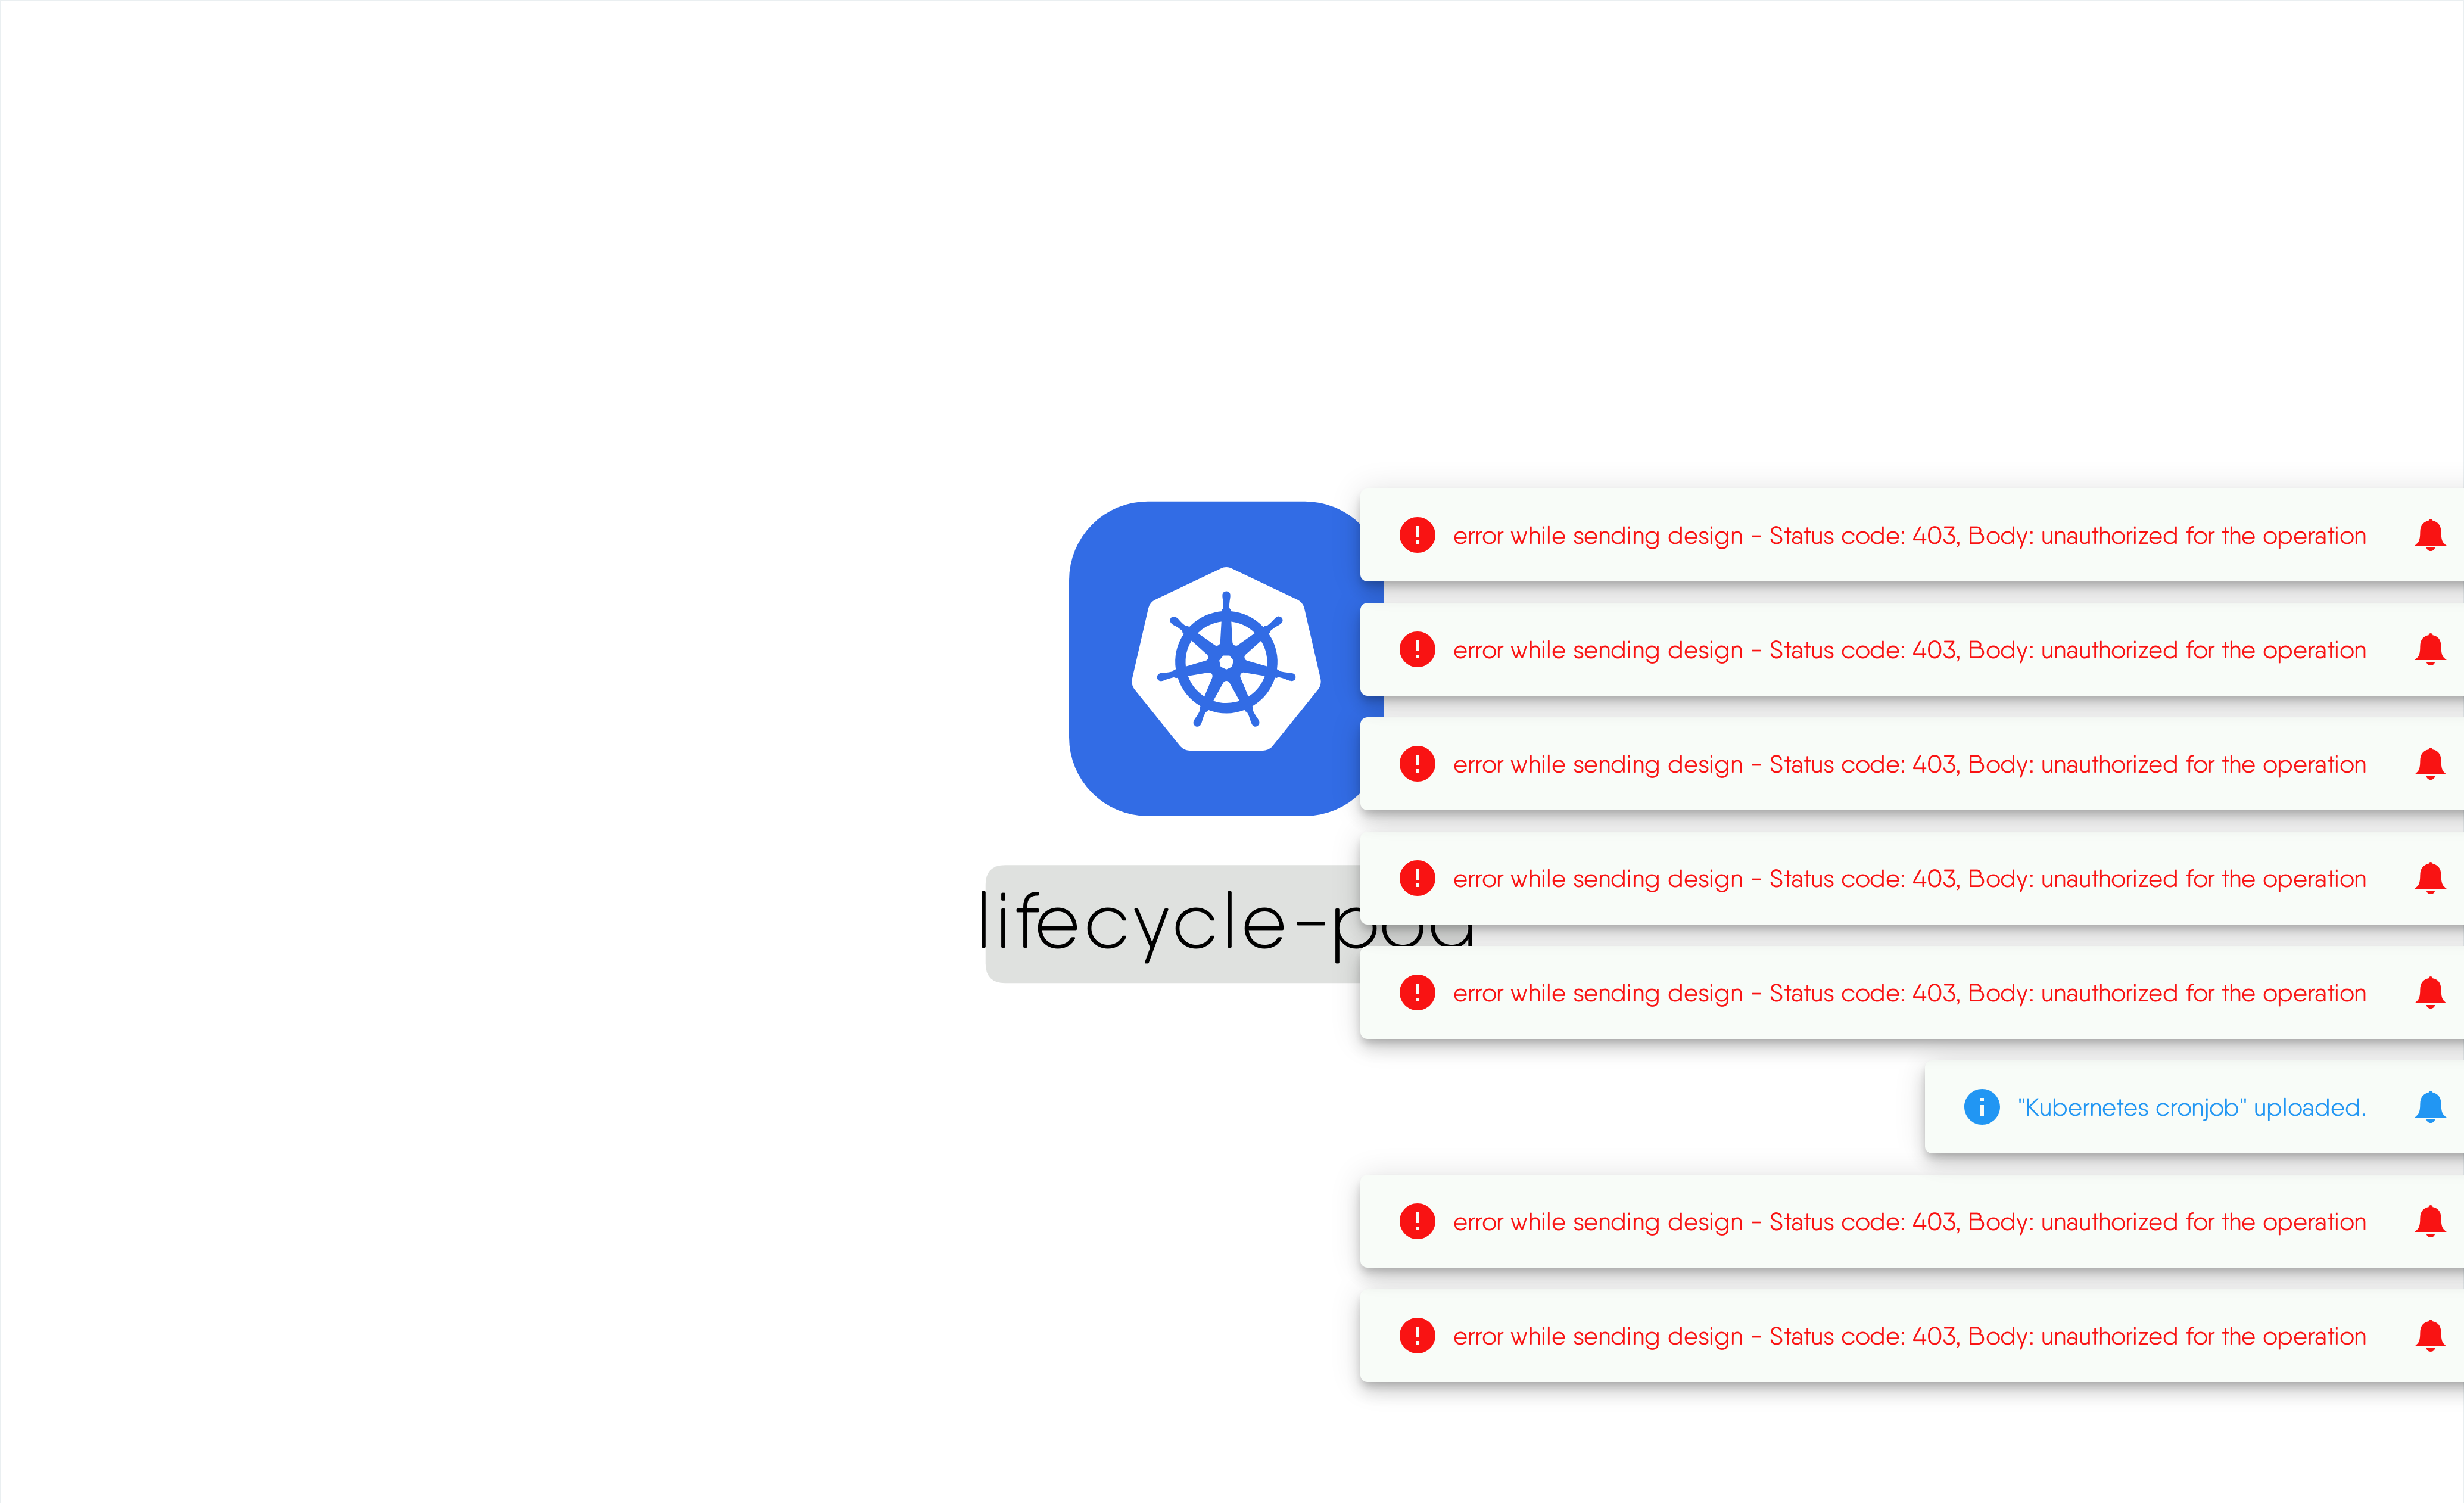 error while sending design - Status code: 403, Body: unauthorized for the operation
error while sending design - Status code: 403, Body: unauthorized for the operation
error while sending design - Status code: 403, Body: unauthorized for the operation
error while sending design - Status code: 403, Body: unauthorized for the operation
lifecycle-pod
error while sending design - Status code: 403, Body: unauthorized for the operation
"Kubernetes cronjob" uploaded.
error while sending design - Status code: 403, Body: unauthorized for the operation
error while sending design - Status code: 403, Body: unauthorized for the operation